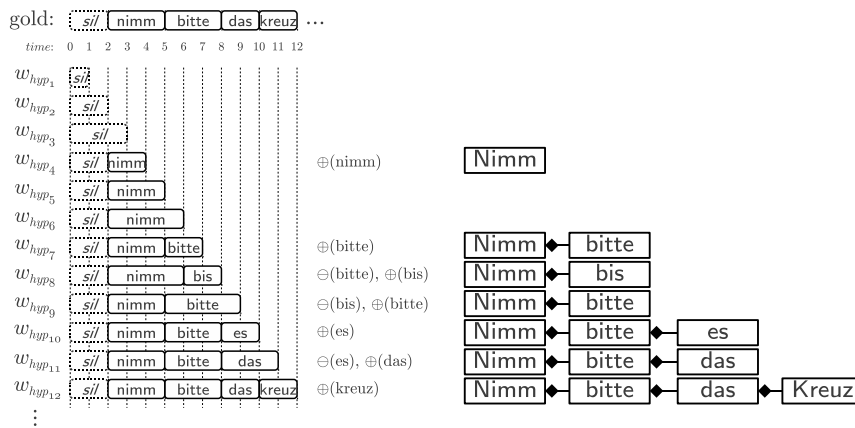 gold: sil nimm bitte das kreuz ...
time: 0 1 2 3 4 5 6 7 8 9 10 11 12
w_hyp1 sil
w_hyp2 sil
w_hyp3 sil
w_hyp4 sil nimm ⊕(nimm) Nimm
w_hyp5 sil nimm
w_hyp6 sil nimm
w_hyp7 sil nimm bitte ⊕(bitte) Nimm bitte
w_hyp8 sil nimm bis ⊖(bitte), ⊕(bis) Nimm bis
w_hyp9 sil nimm bitte ⊖(bis), ⊕(bitte) Nimm bitte
w_hyp10 sil nimm bitte es ⊕(es) Nimm bitte es
w_hyp11 sil nimm bitte das ⊖(es), ⊕(das) Nimm bitte das
w_hyp12 sil nimm bitte das kreuz ⊕(kreuz) Nimm bitte das Kreuz
⋮